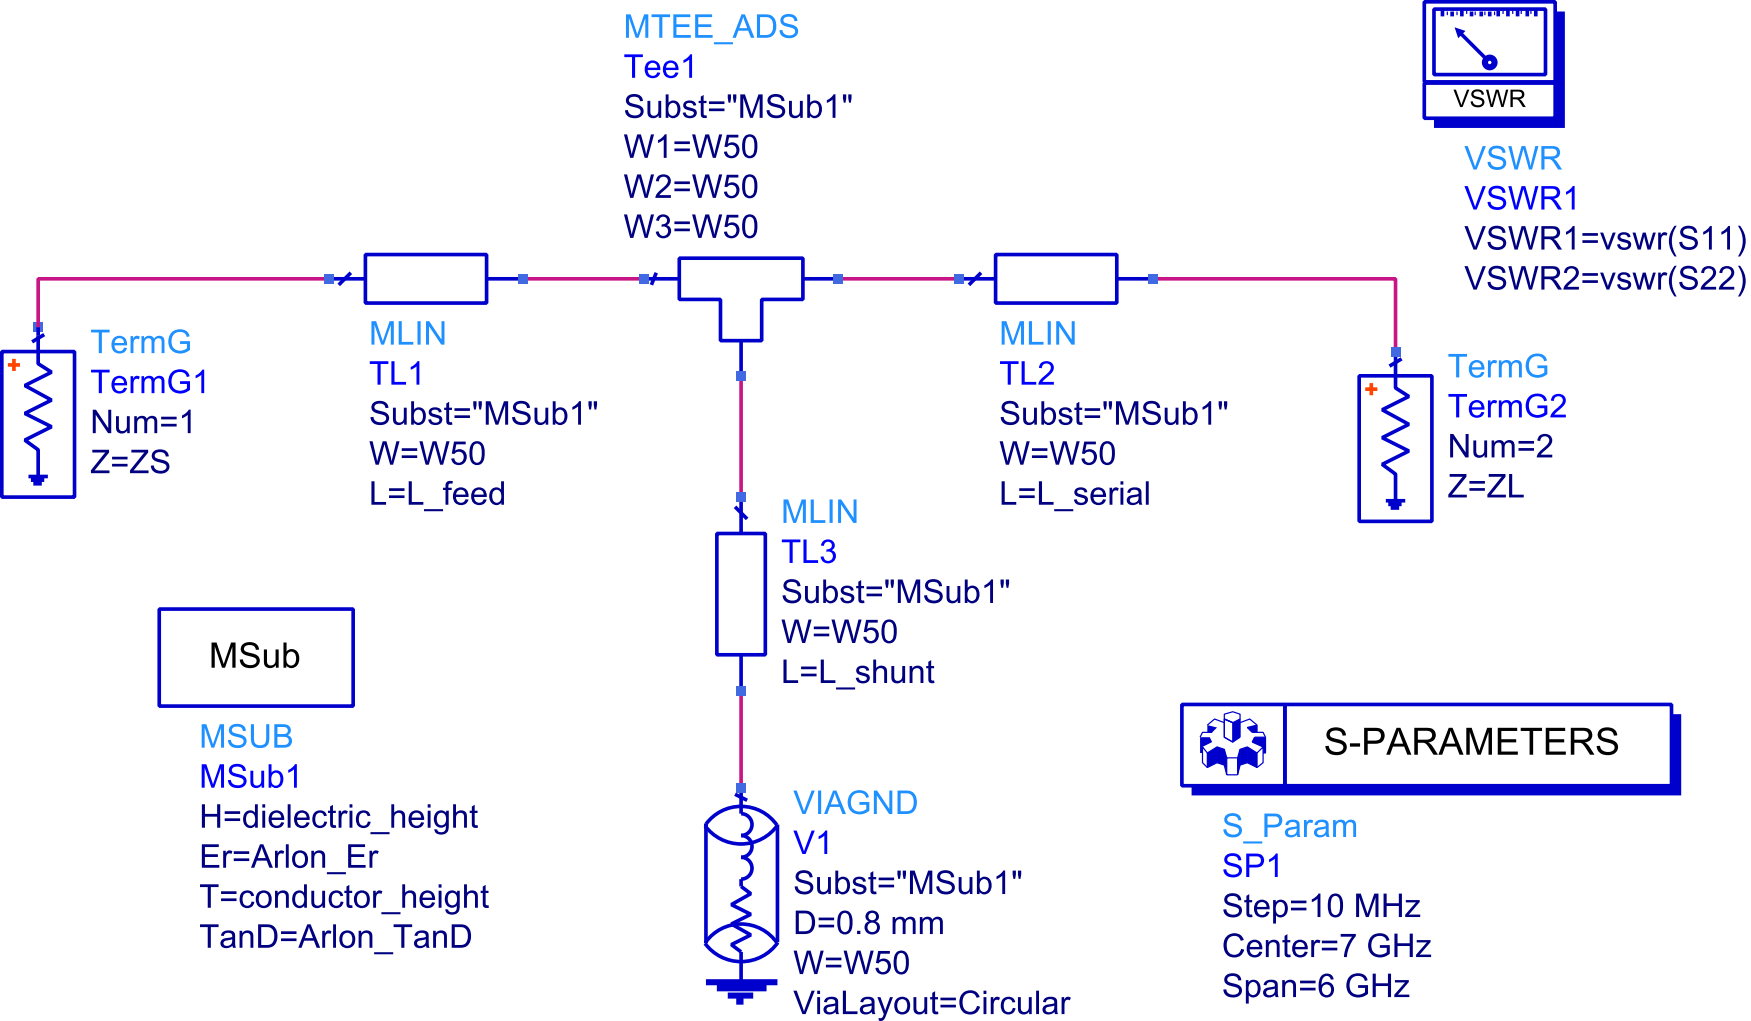 MTEE_ADS
Tee1
Subst="MSub1"
W1=W50
W2=W50
W3=W50
VSWR
VSWR
VSWR1
VSWR1=vswr(S11)
VSWR2=vswr(S22)
TermG
TermG1
Num=1
Z=ZS
MLIN
TL1
Subst="MSub1"
W=W50
L=L_feed
MLIN
TL2
Subst="MSub1"
W=W50
L=L_serial
TermG
TermG2
Num=2
Z=ZL
MLIN
TL3
Subst="MSub1"
W=W50
L=L_shunt
MSub
MSUB
MSub1
H=dielectric_height
Er=Arlon_Er
T=conductor_height
TanD=Arlon_TanD
VIAGND
V1
Subst="MSub1"
D=0.8 mm
W=W50
ViaLayout=Circular
S-PARAMETERS
S_Param
SP1
Step=10 MHz
Center=7 GHz
Span=6 GHz